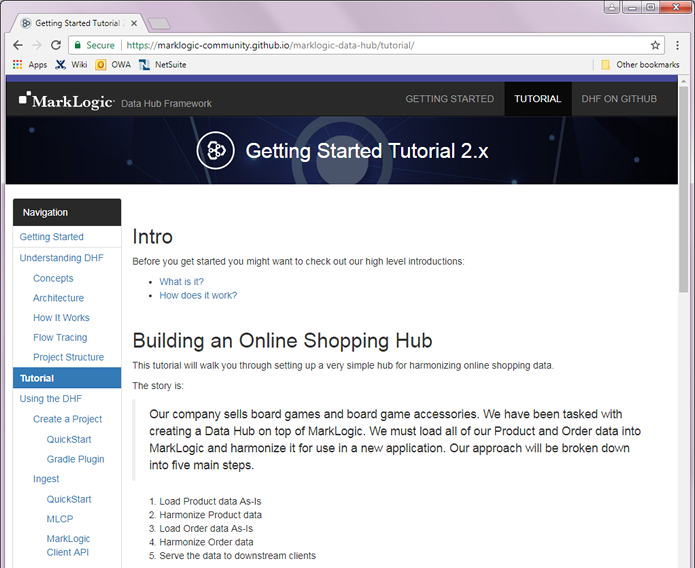 Getting Started Tutorial 2.
Secure https://marklogic-community.github.io/marklogic-data-hub/tutorial/
Apps Wiki OWA NetSuite Other bookmarks
MarkLogic Data Hub Framework GETTING STARTED TUTORIAL DHF ON GITHUB
Getting Started Tutorial 2.x
Navigation
Getting Started
Understanding DHF
Concepts
Architecture
How It Works
Flow Tracing
Project Structure
Tutorial
Using the DHF
Create a Project
QuickStart
Gradle Plugin
Ingest
QuickStart
MLCP
MarkLogic
Client API
Intro
Before you get started you might want to check out our high level introductions:
• What is it?
• How does it work?
Building an Online Shopping Hub
This tutorial will walk you through setting up a very simple hub for harmonizing online shopping data.
The story is:
Our company sells board games and board game accessories. We have been tasked with
creating a Data Hub on top of MarkLogic. We must load all of our Product and Order data into
MarkLogic and harmonize it for use in a new application. Our approach will be broken down
into five main steps.
1. Load Product data As-Is
2. Harmonize Product data
3. Load Order data As-Is
4. Harmonize Order data
5. Serve the data to downstream clients